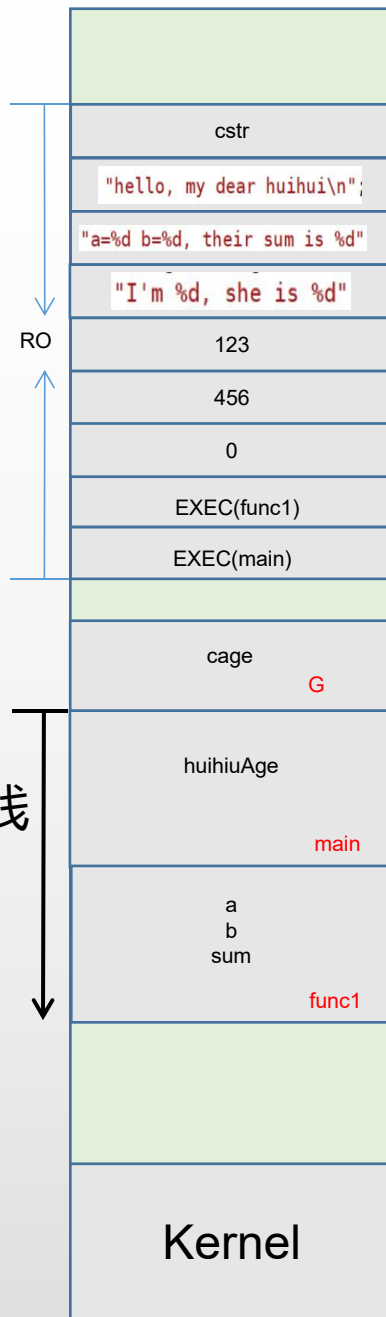 cstr
"hello, my dear huihui\n";
"a=%d b=%d, their sum is %d"
"I'm %d, she is %d"
RO
123
456
0
EXEC(func1)
EXEC(main)
cage
G
huihiuAge
栈
main
a
b
sum
func1
Kernel